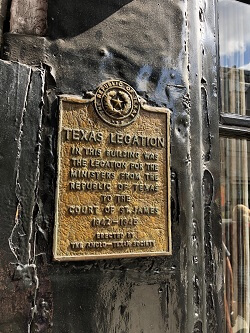 REPUBLIC OF TEXAS
TEXAS LEGATION
IN THIS BUILDING WAS
THE LEGATION FOR THE
MINISTERS FROM THE
REPUBLIC OF TEXAS
TO THE
COURT OF ST. JAMES
1842–1845
ERECTED BY
THE ANGLO-TEXAN SOCIETY